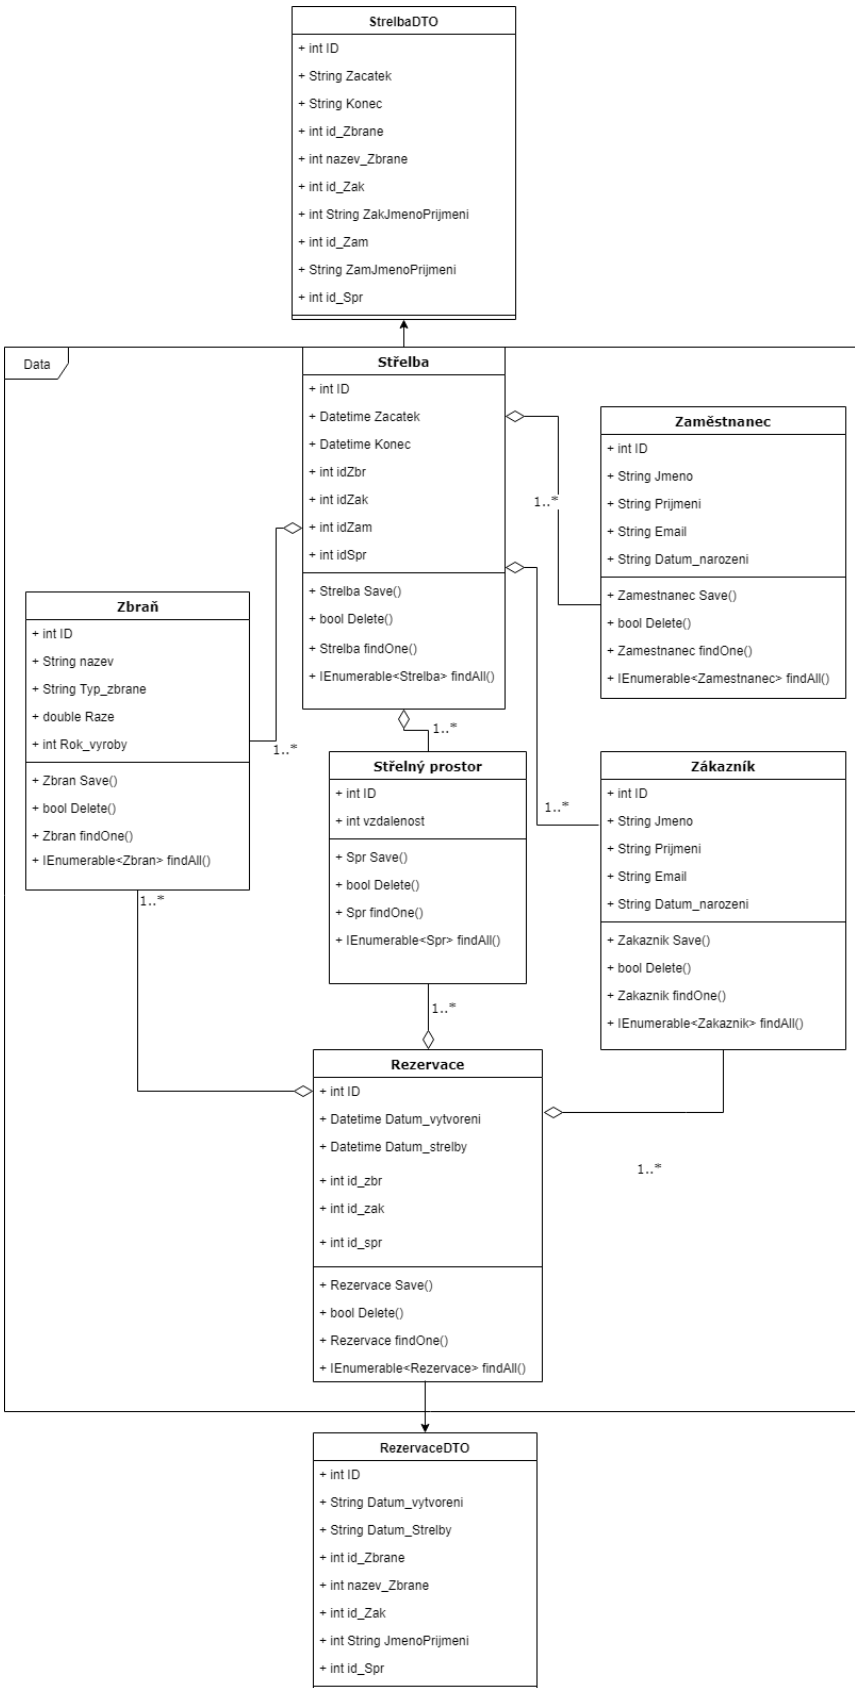 StrelbaDTO
+ int ID
+ String Zacatek
+ String Konec
+ int id_Zbrane
+ int nazev_Zbrane
+ int id_Zak
+ int String ZakJmenoPrijmeni
+ int id_Zam
+ String ZamJmenoPrijmeni
+ int id_Spr
Data
Střelba
+ int ID
+ Datetime Zacatek
+ Datetime Konec
+ int idZbr
+ int idZak
+ int idZam
+ int idSpr
+ Strelba Save()
+ bool Delete()
+ Strelba findOne()
+ IEnumerable<Strelba> findAll()
Zaměstnanec
+ int ID
+ String Jmeno
+ String Prijmeni
+ String Email
+ String Datum_narozeni
+ Zamestnanec Save()
+ bool Delete()
+ Zamestnanec findOne()
+ IEnumerable<Zamestnanec> findAll()
1..*
Zbraň
+ int ID
+ String nazev
+ String Typ_zbrane
+ double Raze
+ int Rok_vyroby
+ Zbran Save()
+ bool Delete()
+ Zbran findOne()
+ IEnumerable<Zbran> findAll()
1..*
1..*
Střelný prostor
+ int ID
+ int vzdalenost
+ Spr Save()
+ bool Delete()
+ Spr findOne()
+ IEnumerable<Spr> findAll()
1..*
Zákazník
+ int ID
+ String Jmeno
+ String Prijmeni
+ String Email
+ String Datum_narozeni
+ Zakaznik Save()
+ bool Delete()
+ Zakaznik findOne()
+ IEnumerable<Zakaznik> findAll()
1..*
1..*
Rezervace
+ int ID
+ Datetime Datum_vytvoreni
+ Datetime Datum_strelby
+ int id_zbr
+ int id_zak
+ int id_spr
+ Rezervace Save()
+ bool Delete()
+ Rezervace findOne()
+ IEnumerable<Rezervace> findAll()
1..*
RezervaceDTO
+ int ID
+ String Datum_vytvoreni
+ String Datum_Strelby
+ int id_Zbrane
+ int nazev_Zbrane
+ int id_Zak
+ int String JmenoPrijmeni
+ int id_Spr